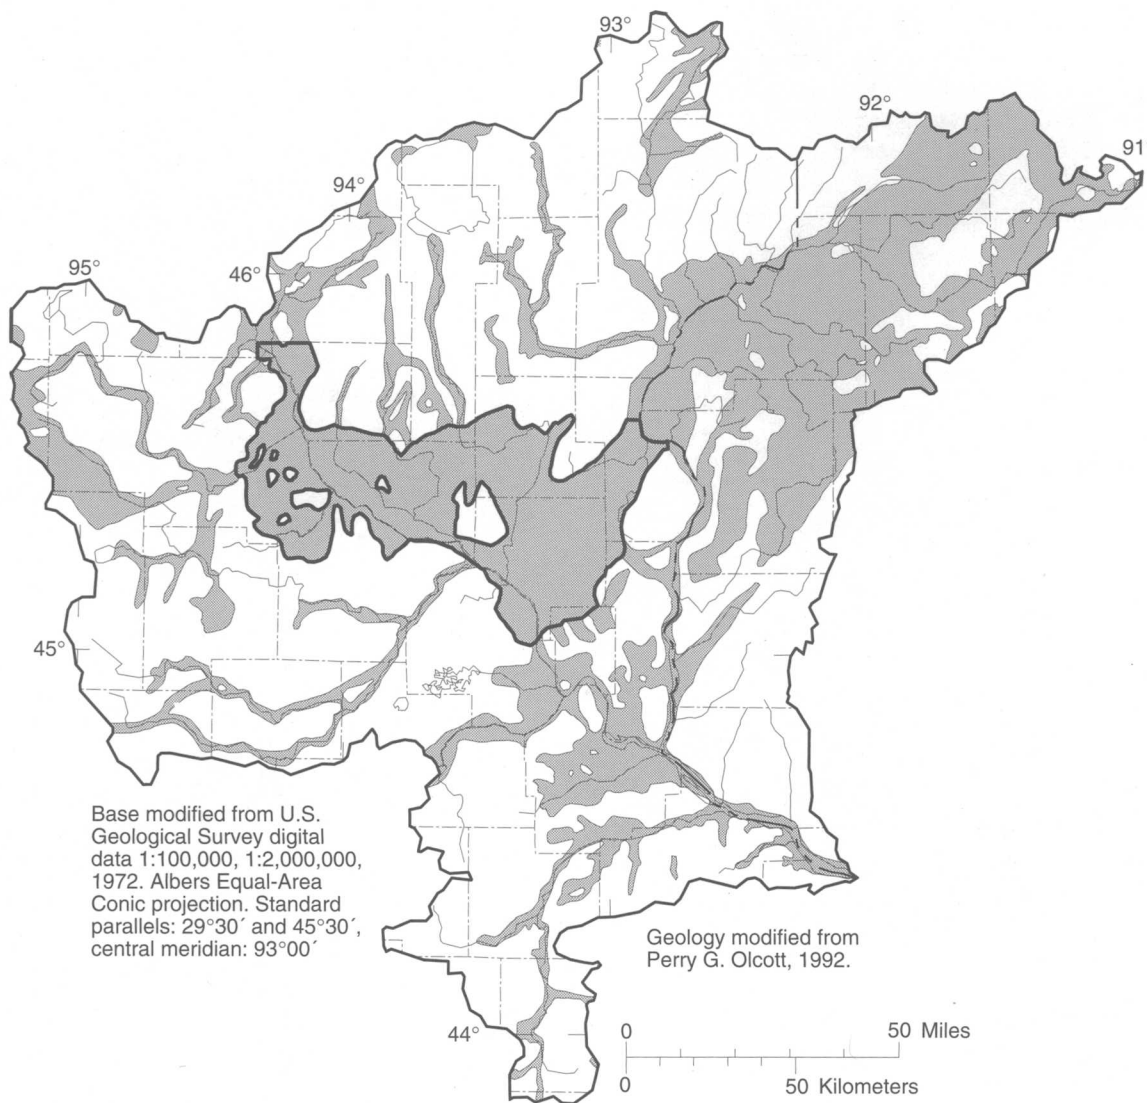 93°
92°
91
94°
95°
46°
45°
Base modified from U.S.
Geological Survey digital
data 1:100,000, 1:2,000,000,
1972. Albers Equal-Area
Conic projection. Standard
parallels: 29°30´ and 45°30´,
central meridian: 93°00´
Geology modified from
Perry G. Olcott, 1992.
44°
0 50 Miles
0 50 Kilometers